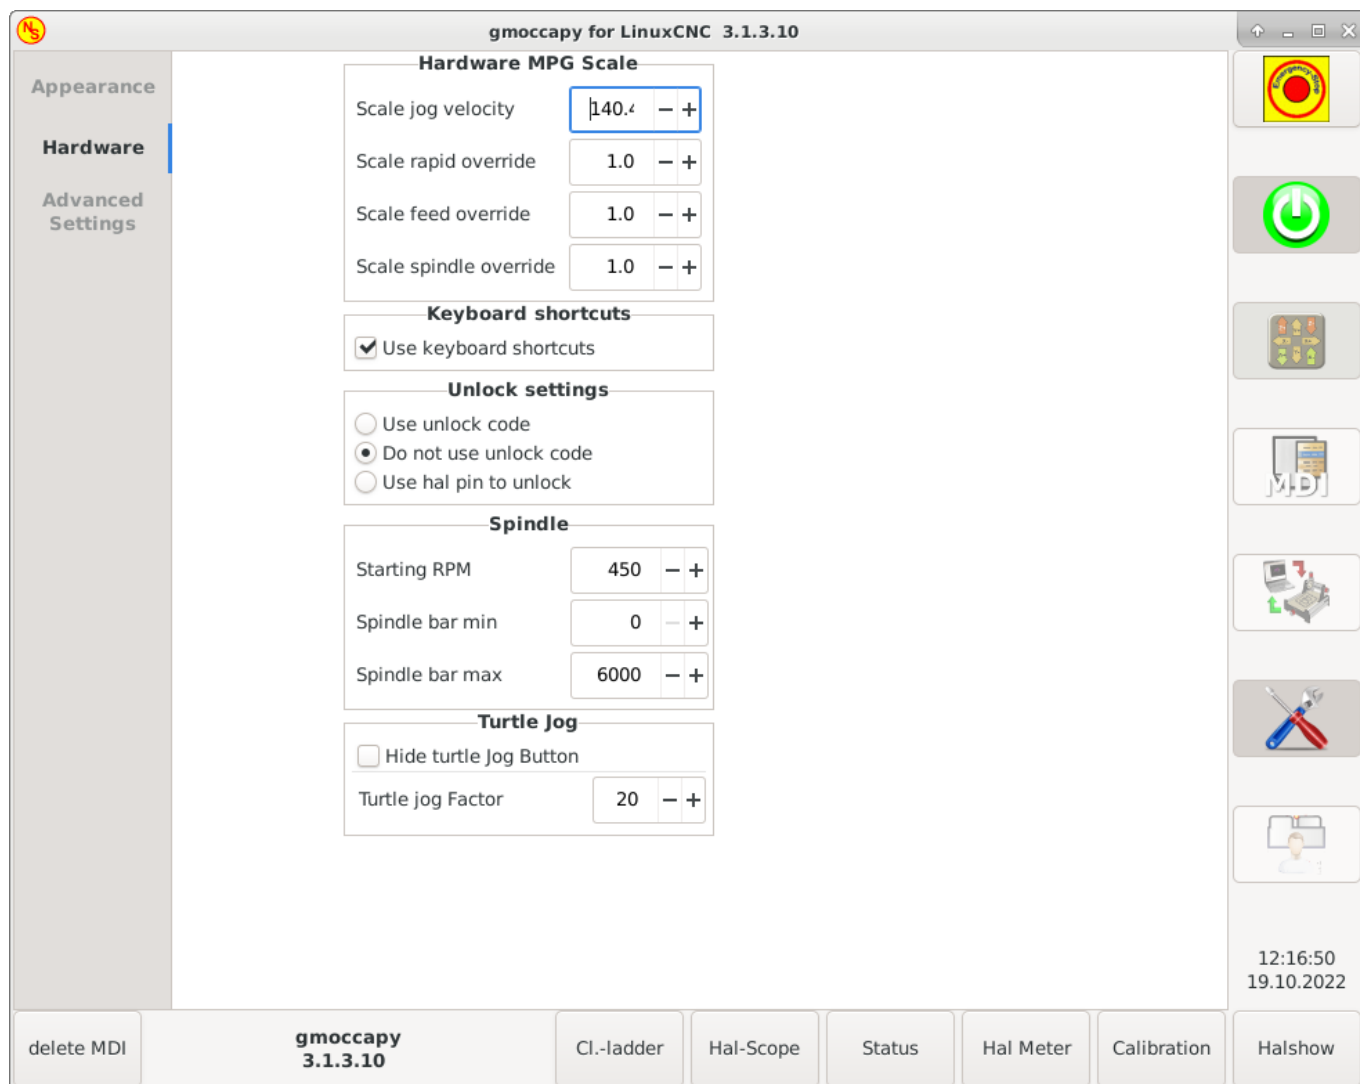 NS
gmoccapy for LinuxCNC 3.1.3.10
Appearance
Hardware
Advanced
Settings
Hardware MPG Scale
Scale jog velocity 140.4
Scale rapid override 1.0
Scale feed override 1.0
Scale spindle override 1.0
Keyboard shortcuts
Use keyboard shortcuts
Unlock settings
Use unlock code
Do not use unlock code
Use hal pin to unlock
Spindle
Starting RPM 450
Spindle bar min 0
Spindle bar max 6000
Turtle Jog
Hide turtle Jog Button
Turtle jog Factor 20
Emergency-Stop
MDI
12:16:50
19.10.2022
delete MDI
gmoccapy
3.1.3.10
Cl.-ladder
Hal-Scope
Status
Hal Meter
Calibration
Halshow